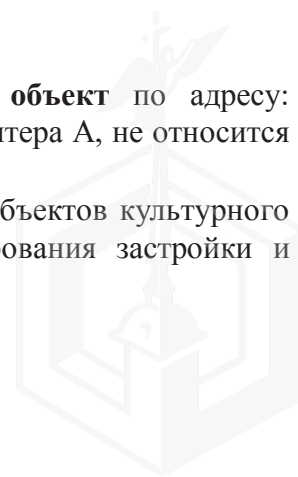 объект по адресу:
итера А, не относится
бъектов культурного
ования застройки и